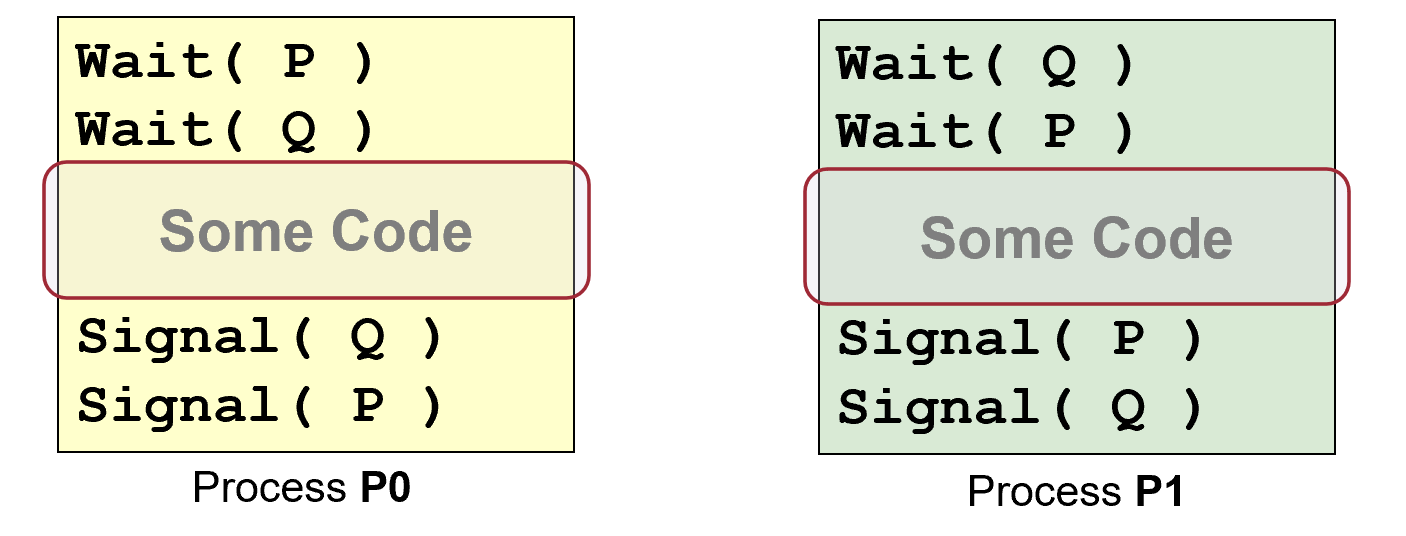 Wait( P )
Wait( Q )
Some Code
Signal( Q )
Signal( P )
Process P0
Wait( Q )
Wait( P )
Some Code
Signal( P )
Signal( Q )
Process P1